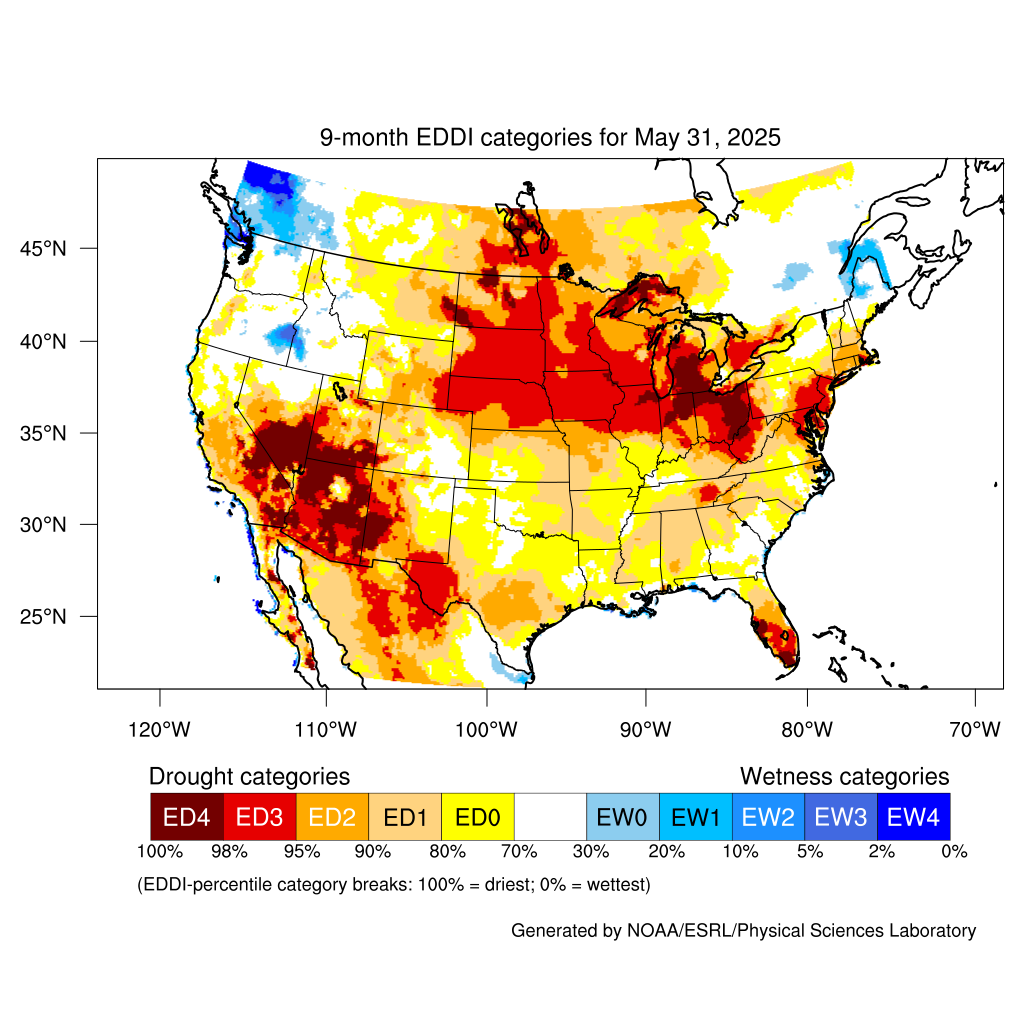 9-month EDDI categories for May 31, 2025
45°N
40°N
35°N
30°N
25°N
120°W 110°W 100°W 90°W 80°W 70°W
Drought categories Wetness categories
ED4 ED3 ED2 ED1 ED0 EW0 EW1 EW2 EW3 EW4
100% 98% 95% 90% 80% 70% 30% 20% 10% 5% 2% 0%
(EDDI-percentile category breaks: 100% = driest; 0% = wettest)
Generated by NOAA/ESRL/Physical Sciences Laboratory